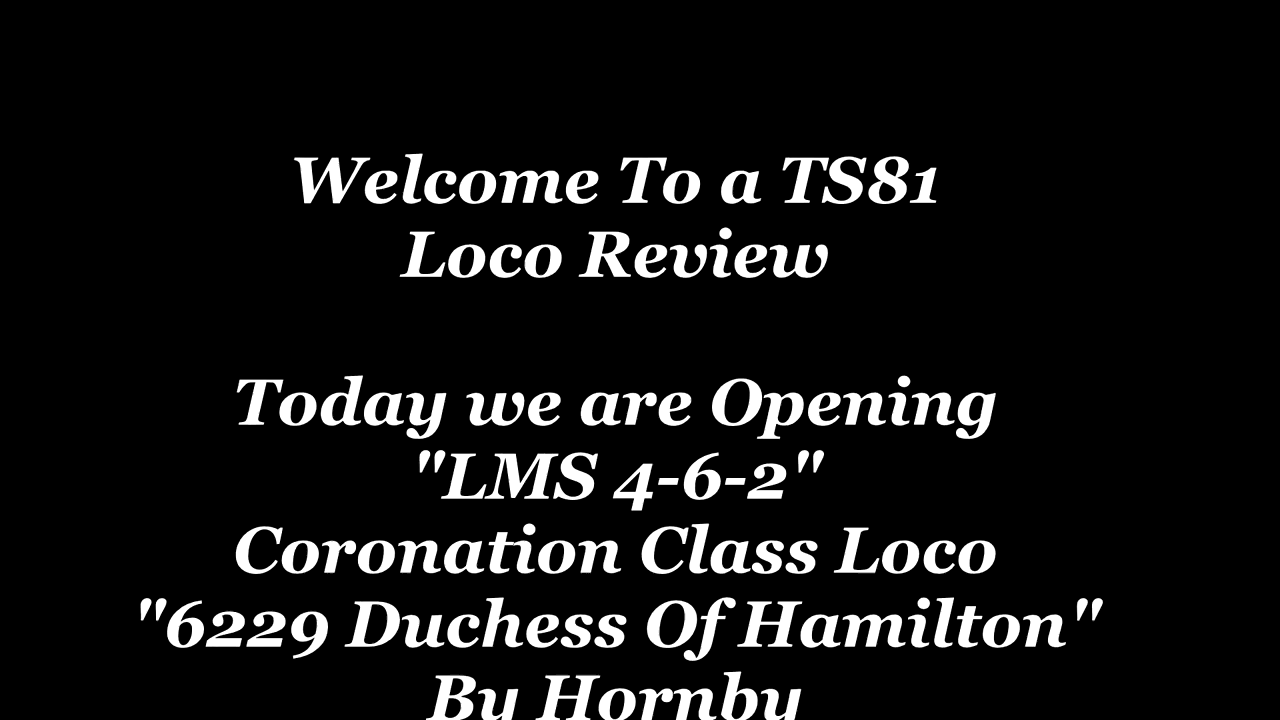 Welcome To a TS81
Loco Review
Today we are Opening
"LMS 4-6-2"
Coronation Class Loco
"6229 Duchess Of Hamilton"
By Hornby